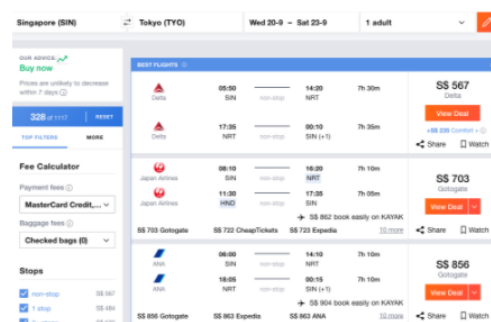 Singapore (SIN)
Tokyo (TYO)
Wed 20-9 – Sat 23-9
1 adult
OUR ADVICE:
Buy now
Prices are unlikely to decrease
within 7 days
328 of 1117
RESET
TOP FILTERS
MORE
Fee Calculator
Payment fees
MasterCard Credit,...
Baggage fees
Checked bags (0)
Stops
non-stop
S$ 567
1 stop
BEST FLIGHTS
Delta
05:50
SIN
non-stop
14:20
NRT
7h 30m
Delta
17:35
NRT
non-stop
00:10
SIN (+1)
7h 35m
S$ 567
Delta
View Deal
Comfort +
Share
Watch
Japan Airlines
08:10
SIN
non-stop
16:20
NRT
7h 10m
Japan Airlines
11:30
HND
non-stop
17:35
SIN
7h 05m
S$ 862 book easily on KAYAK
S$ 703 Gotogate
S$ 722 CheapTickets
S$ 723 Expedia
10 more
S$ 703
Gotogate
View Deal
Share
Watch
ANA
06:00
SIN
non-stop
14:10
NRT
7h 10m
ANA
18:05
NRT
non-stop
00:15
SIN (+1)
7h 10m
S$ 904 book easily on KAYAK
S$ 856 Gotogate
S$ 863 Expedia
S$ 863 ANA
10 more
S$ 856
Gotogate
View Deal
Share
Watch